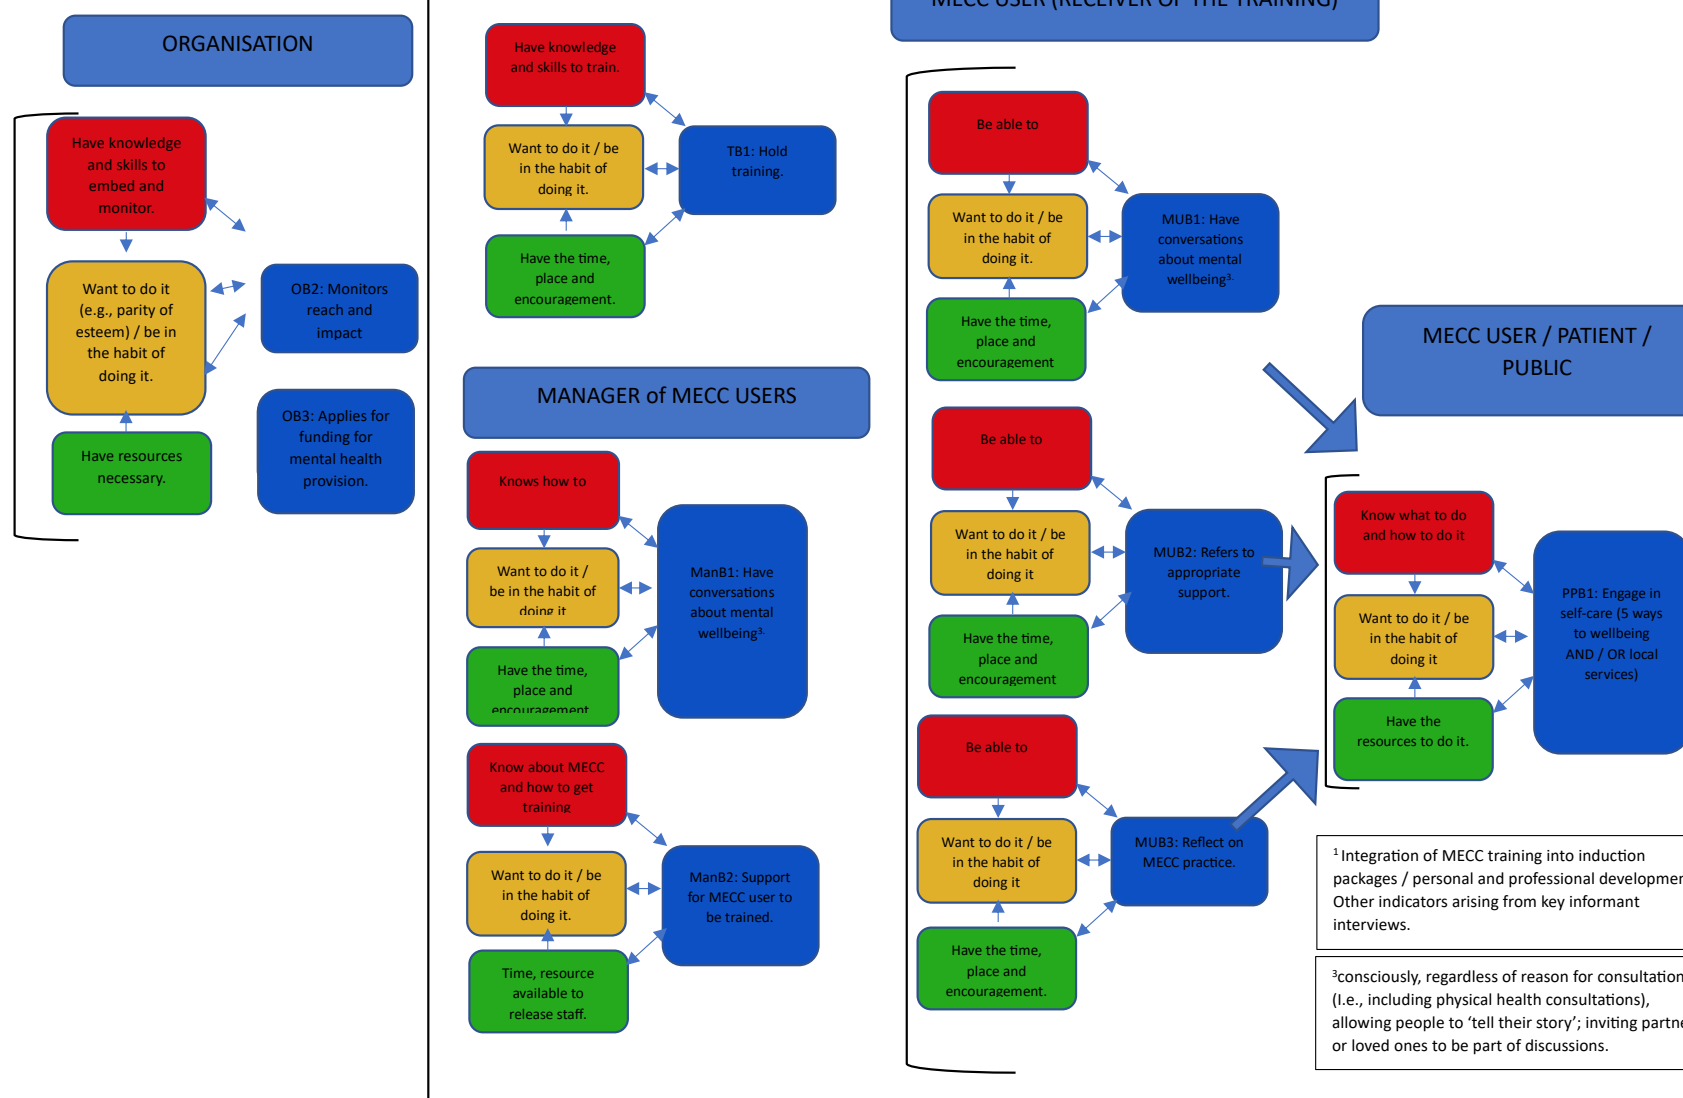 ORGANISATION
Have knowledge
and skills to
embed and
monitor.
Want to do it
(e.g., parity of
esteem) / be in
the habit of
doing it.
Have resources
necessary.
OB2: Monitors
reach and
impact
OB3: Applies for
funding for
mental health
provision.
Have knowledge
and skills to train.
Want to do it / be
in the habit of
doing it.
Have the time,
place and
encouragement.
TB1: Hold
training.
MANAGER of MECC USERS
Knows how to
Want to do it /
be in the habit of
doing it
Have the time,
place and
encouragement
ManB1: Have
conversations
about mental
wellbeing³·
Know about MECC
and how to get
training
Want to do it / be
in the habit of
doing it.
Time, resource
available to
release staff.
ManB2: Support
for MECC user to
be trained.
MECC USER (RECEIVER OF THE TRAINING)
Be able to
Want to do it / be
in the habit of
doing it.
Have the time,
place and
encouragement
MUB1: Have
conversations
about mental
wellbeing³·
Be able to
Want to do it / be
in the habit of
doing it
Have the time,
place and
encouragement
MUB2: Refers to
appropriate
support.
Be able to
Want to do it / be
in the habit of
doing it
Have the time,
place and
encouragement.
MUB3: Reflect on
MECC practice.
MECC USER / PATIENT /
PUBLIC
Know what to do
and how to do it
Want to do it / be
in the habit of
doing it
Have the
resources to do it.
PPB1: Engage in
self-care (5 ways
to wellbeing
AND / OR local
services)
¹ Integration of MECC training into induction
packages / personal and professional developmen
Other indicators arising from key informant
interviews.
³consciously, regardless of reason for consultation
(I.e., including physical health consultations),
allowing people to ‘tell their story’; inviting partne
or loved ones to be part of discussions.